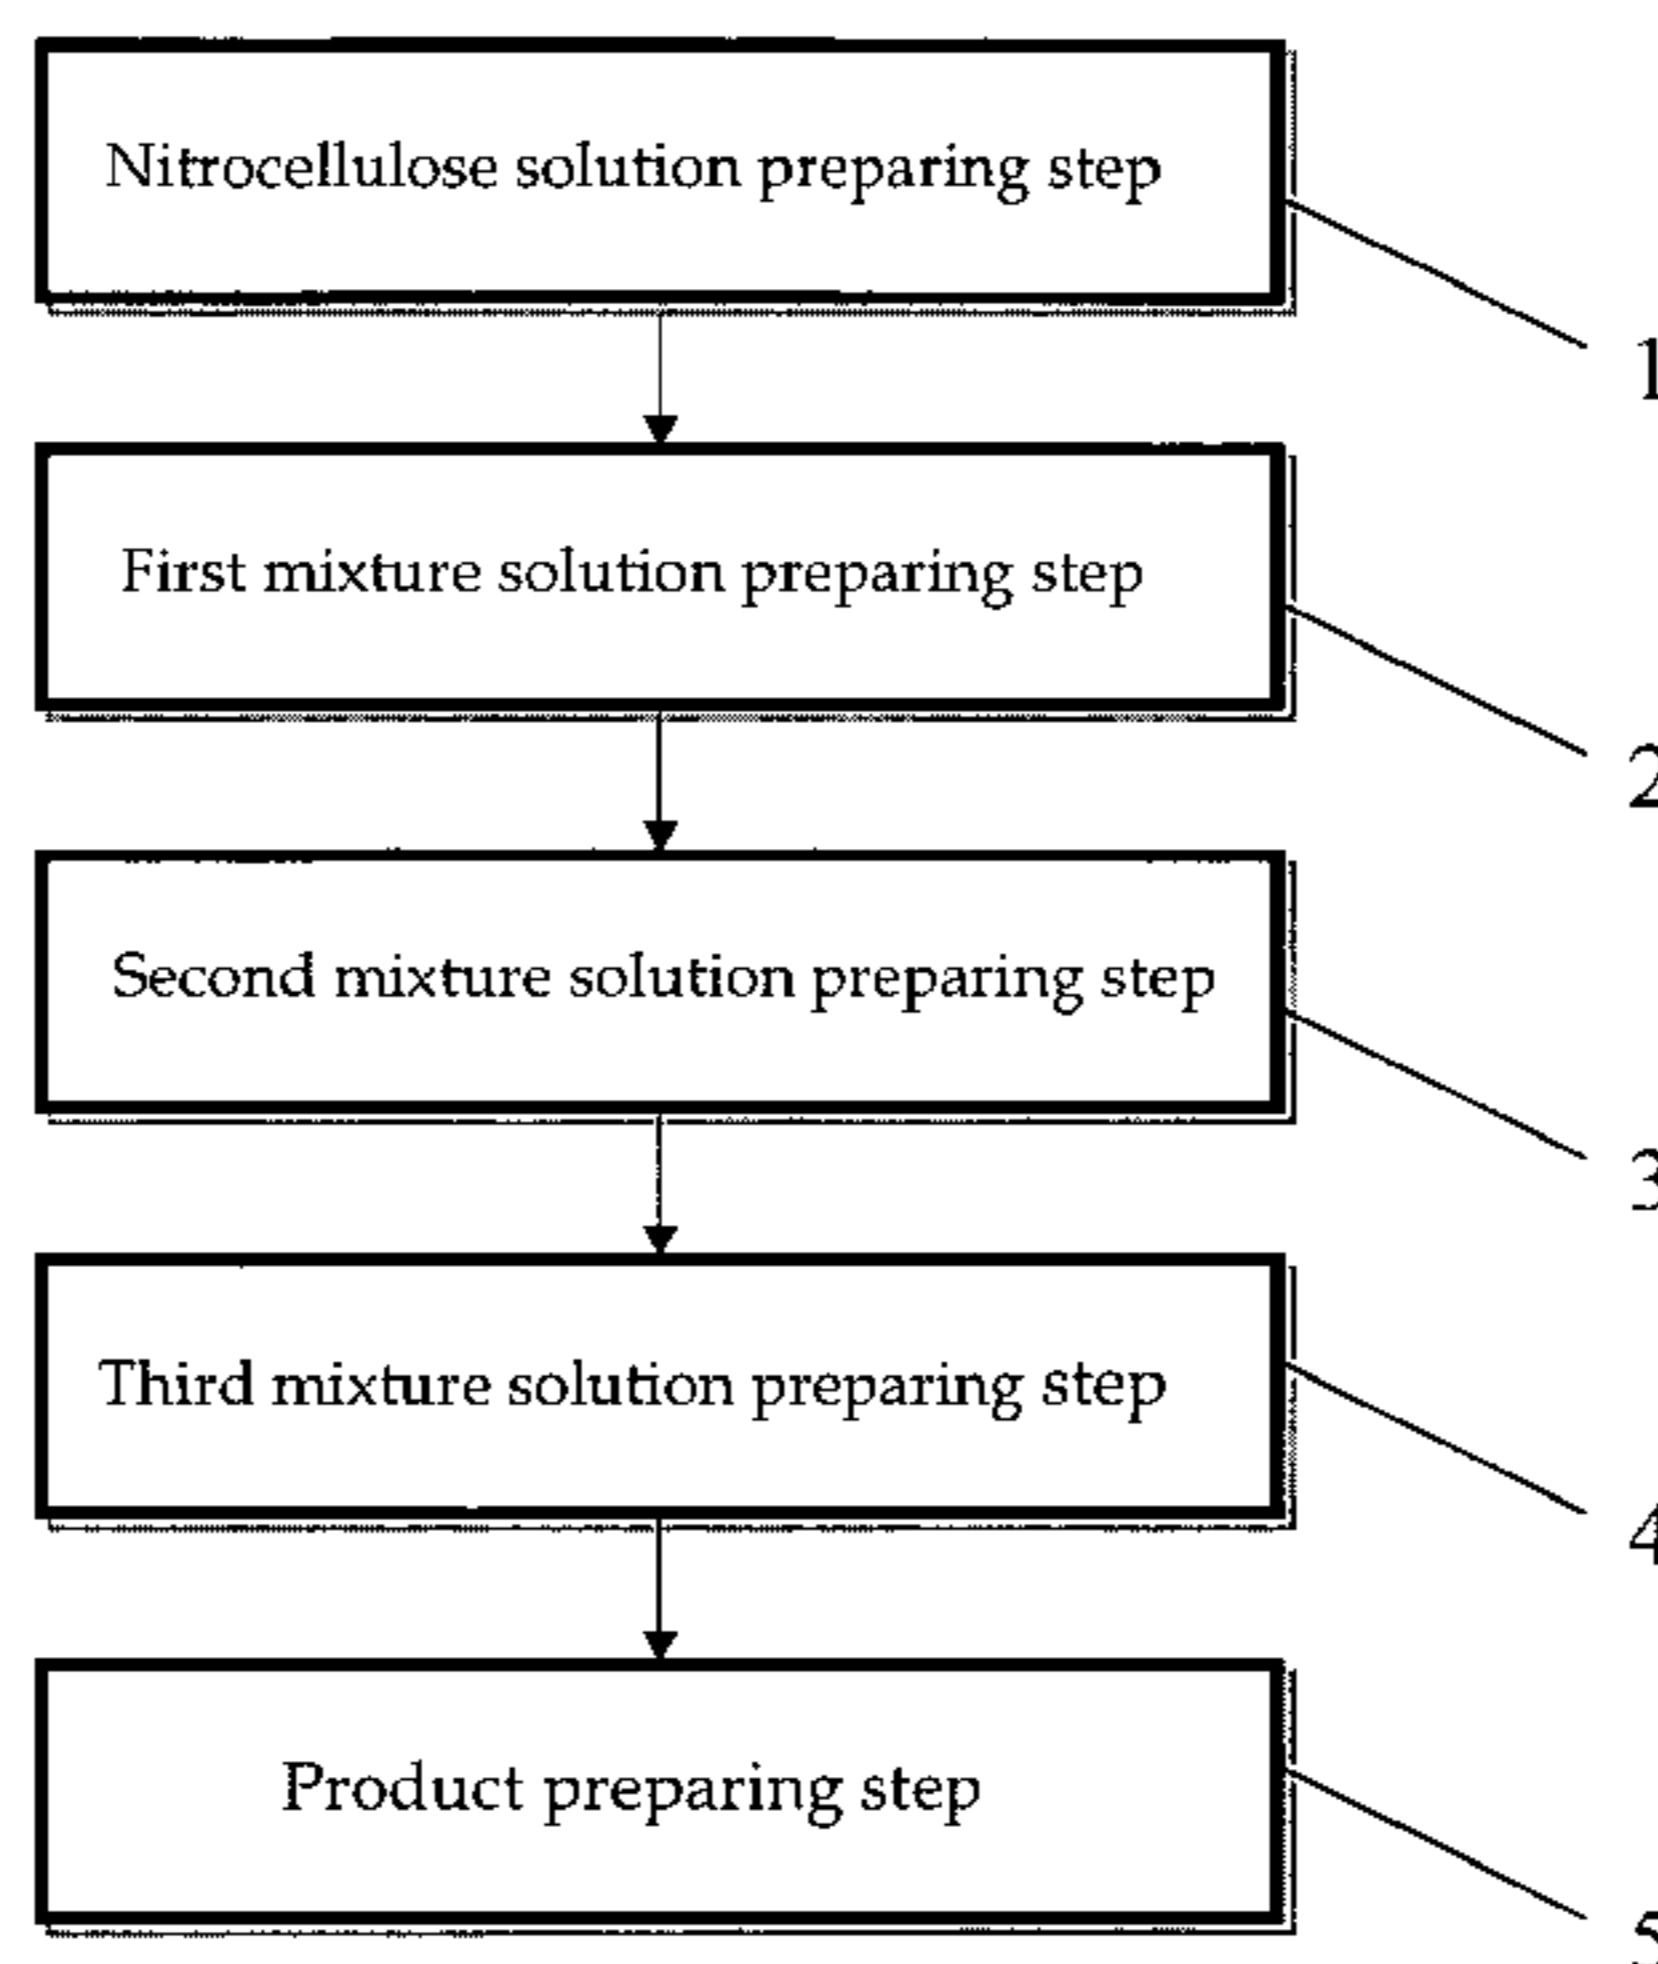 Nitrocellulose solution preparing step
1
First mixture solution preparing step
2
Second mixture solution preparing step
3
Third mixture solution preparing step
4
Product preparing step
5